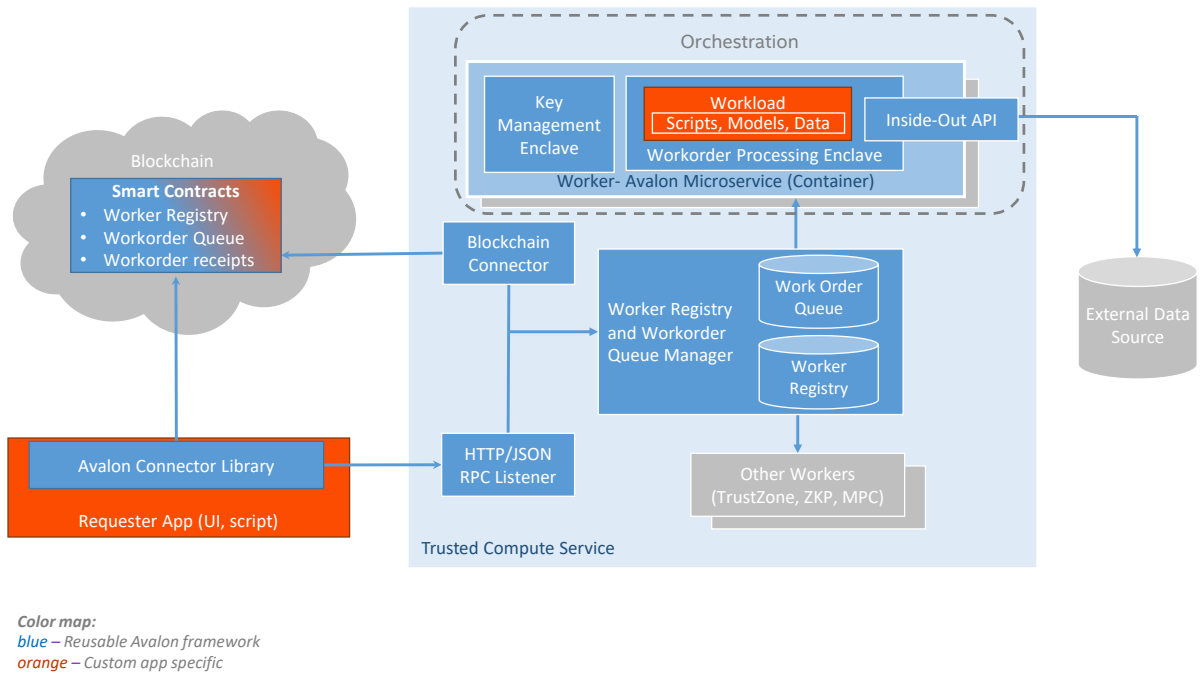 Orchestration
Key
Management
Enclave
Workload
Scripts, Models, Data
Workorder Processing Enclave
Inside-Out API
Worker- Avalon Microservice (Container)
Blockchain
Smart Contracts
• Worker Registry
• Workorder Queue
• Workorder receipts
Blockchain
Connector
Worker Registry
and Workorder
Queue Manager
Work Order
Queue
Worker
Registry
External Data
Source
Avalon Connector Library
Requester App (UI, script)
HTTP/JSON
RPC Listener
Other Workers
(TrustZone, ZKP, MPC)
Trusted Compute Service
Color map:
blue – Reusable Avalon framework
orange – Custom app specific